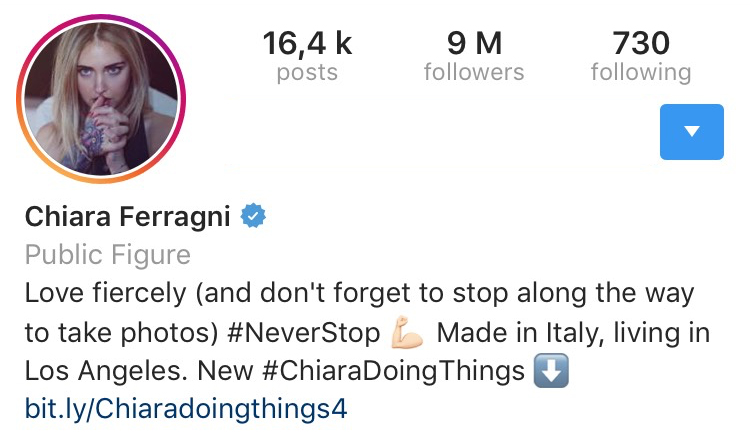 16,4 k 9 M 730
posts followers following
Chiara Ferragni
Public Figure
Love fiercely (and don't forget to stop along the way
to take photos) #NeverStop 💪🏻 Made in Italy, living in
Los Angeles. New #ChiaraDoingThings ⬇️
bit.ly/Chiaradoingthings4